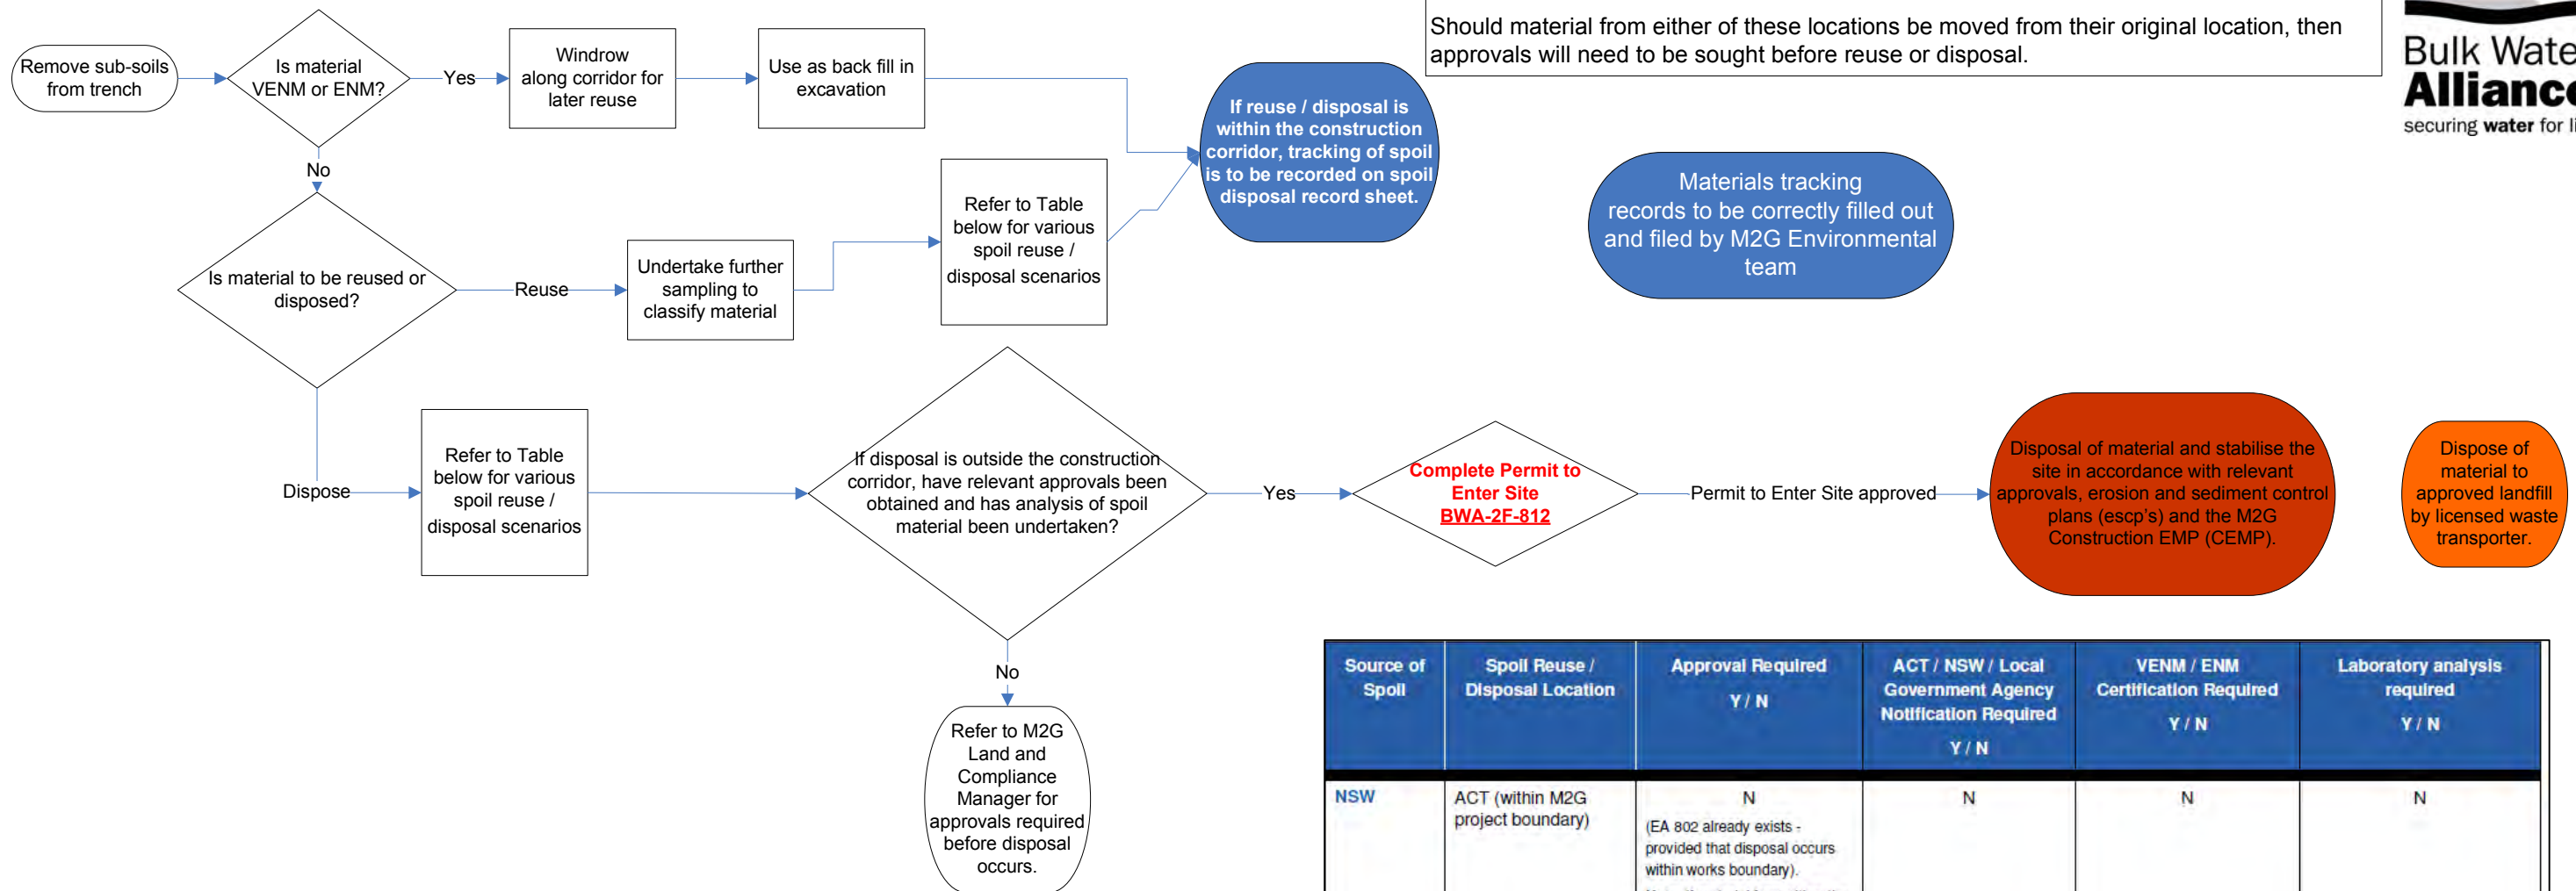 Should material from either of these locations be moved from their original location, then
approvals will need to be sought before reuse or disposal.
Bulk Wate
Alliance
securing water for li
Remove sub-soils
from trench
Is material
VENM or ENM?
Yes
Windrow
along corridor for
later reuse
Use as back fill in
excavation
If reuse / disposal is
within the construction
corridor, tracking of spoil
is to be recorded on spoil
disposal record sheet.
No
Materials tracking
records to be correctly filled out
and filed by M2G Environmental
team
Is material to be reused or
disposed?
Reuse
Undertake further
sampling to
classify material
Refer to Table
below for various
spoil reuse /
disposal scenarios
Dispose
Refer to Table
below for various
spoil reuse /
disposal scenarios
If disposal is outside the construction
corridor, have relevant approvals been
obtained and has analysis of spoil
material been undertaken?
Yes
Complete Permit to
Enter Site
BWA-2F-812
Permit to Enter Site approved
Disposal of material and stabilise the
site in accordance with relevant
approvals, erosion and sediment control
plans (escp's) and the M2G
Construction EMP (CEMP).
Dispose of
material to
approved landfill
by licensed waste
transporter.
No
Refer to M2G
Land and
Compliance
Manager for
approvals required
before disposal
occurs.
Source of
Spoil
Spoil Reuse /
Disposal Location
Approval Required
Y / N
ACT / NSW / Local
Government Agency
Notification Required
Y / N
VENM / ENM
Certification Required
Y / N
Laboratory analysis
required
Y / N
NSW
ACT (within M2G
project boundary)
N
(EA 802 already exists -
provided that disposal occurs
within works boundary).
N
N
N